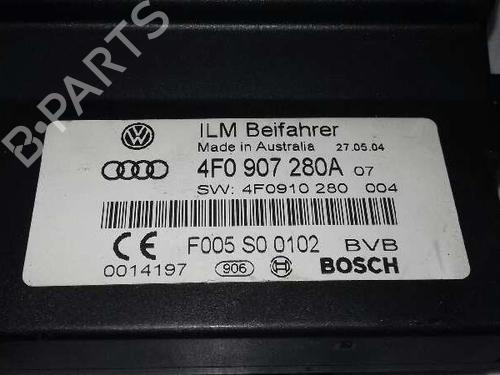 B-PARTS
ILM Beifahrer
Made in Australia 27.05.04
4F0 907 280A 07
SW: 4F0910 280 004
F005 S0 0102 BVB
0014197 906 BOSCH